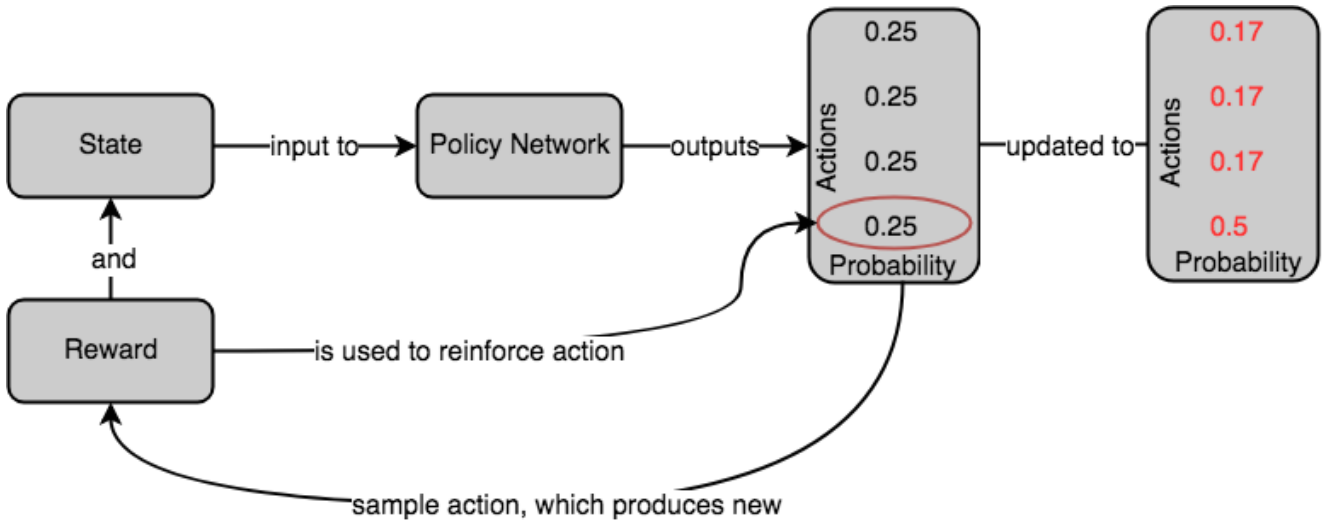 State
input to
Policy Network
outputs
Actions
0.25
0.25
0.25
0.25
Probability
updated to
Actions
0.17
0.17
0.17
0.5
Probability
and
Reward
is used to reinforce action
sample action, which produces new